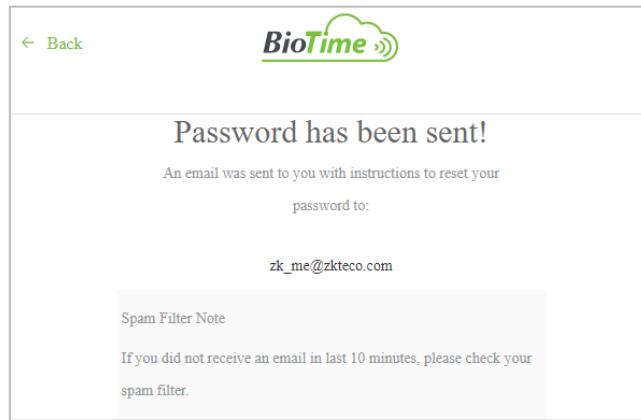 ← Back
BioTime
Password has been sent!
An email was sent to you with instructions to reset your
password to:
zk_me@zkteco.com
Spam Filter Note
If you did not receive an email in last 10 minutes, please check your
spam filter.